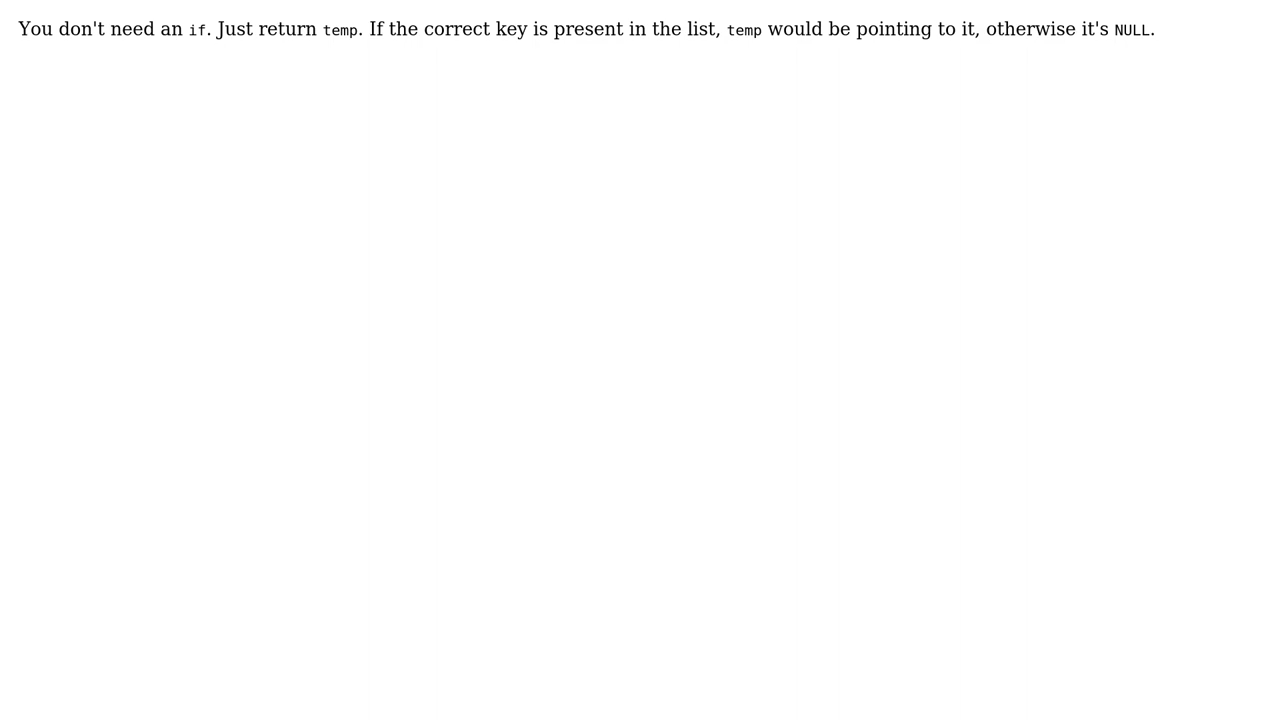 You don't need an if. Just return temp. If the correct key is present in the list, temp would be pointing to it, otherwise it's NULL.